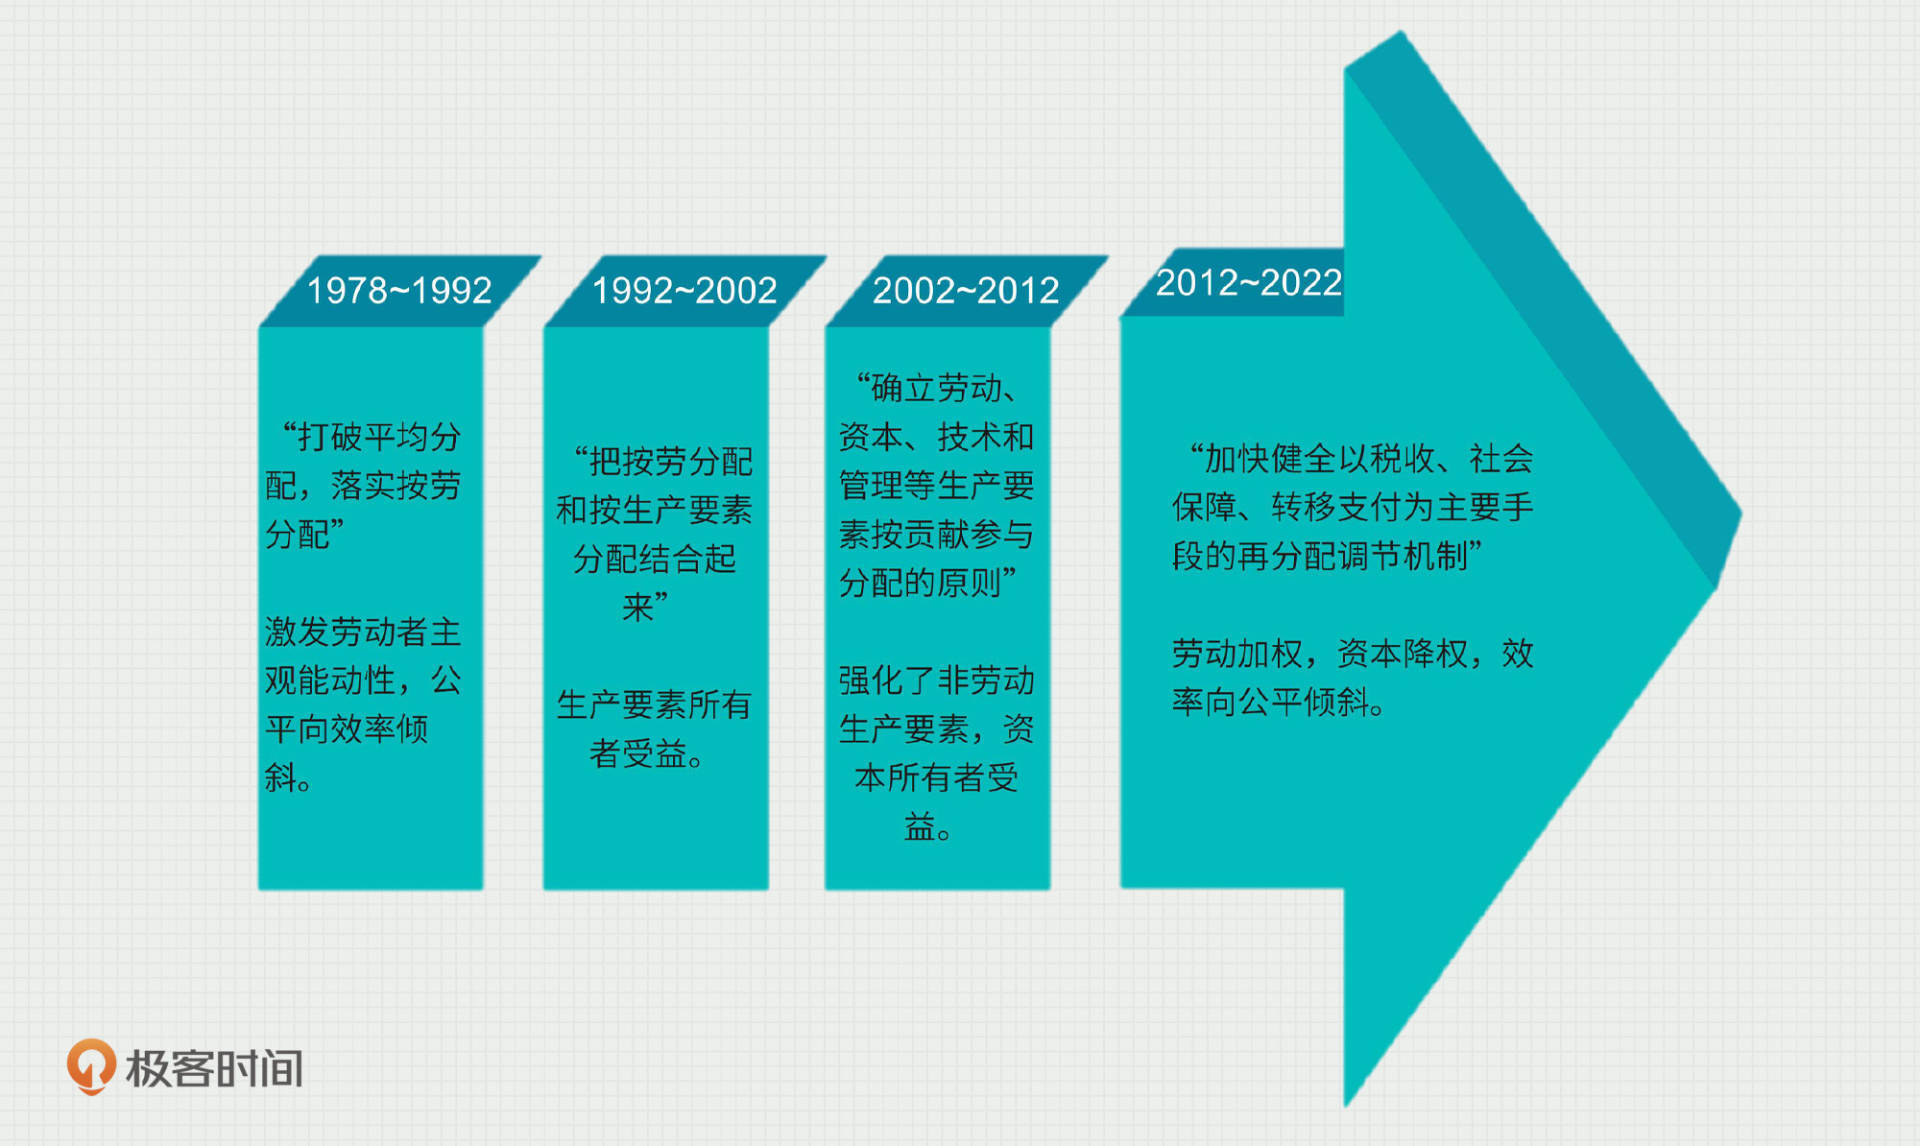 1978~1992
“打破平均分
配，落实按劳
分配”
激发劳动者主
观能动性，公
平向效率倾
斜。
1992~2002
“把按劳分配
和按生产要素
分配结合起
来”
生产要素所有
者受益。
2002~2012
“确立劳动、
资本、技术和
管理等生产要
素按贡献参与
分配的原则”
强化了非劳动
生产要素，资
本所有者受
益。
2012~2022
“加快健全以税收、社会
保障、转移支付为主要手
段的再分配调节机制”
劳动加权，资本降权，效
率向公平倾斜。
极客时间